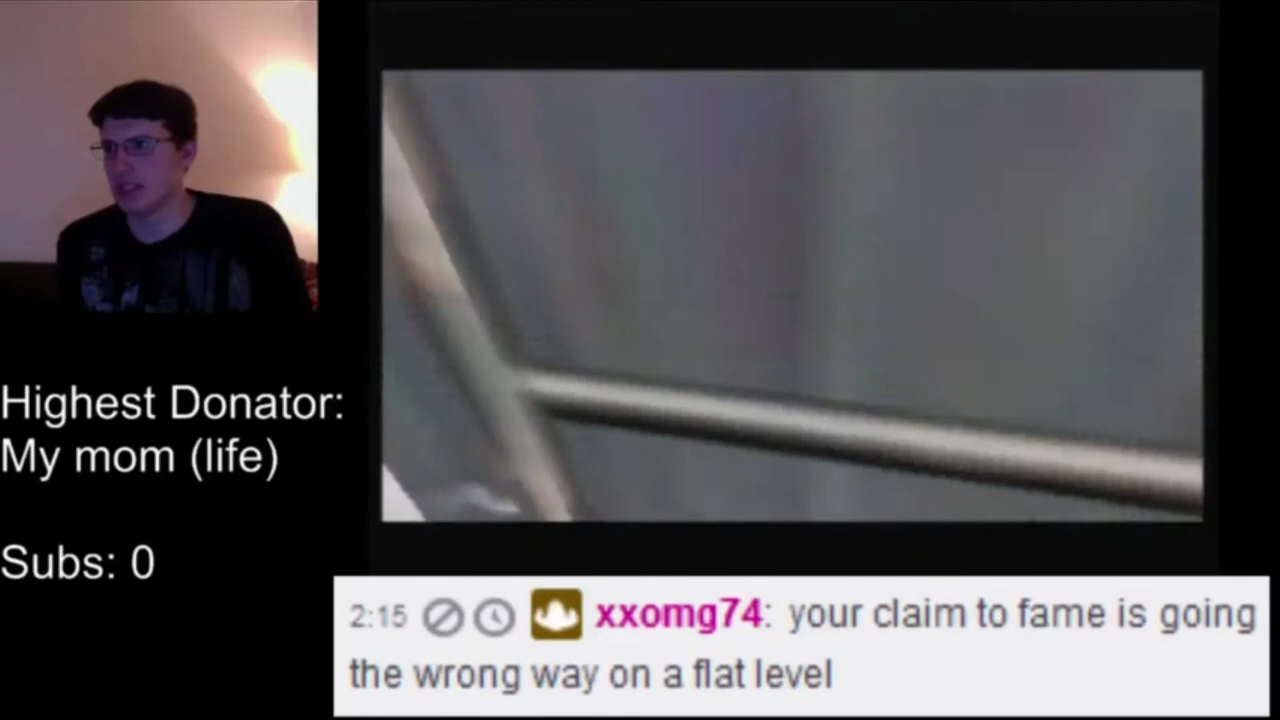 Highest Donator:
My mom (life)
Subs: 0
2:15 xxomg74: your claim to fame is going
the wrong way on a flat level